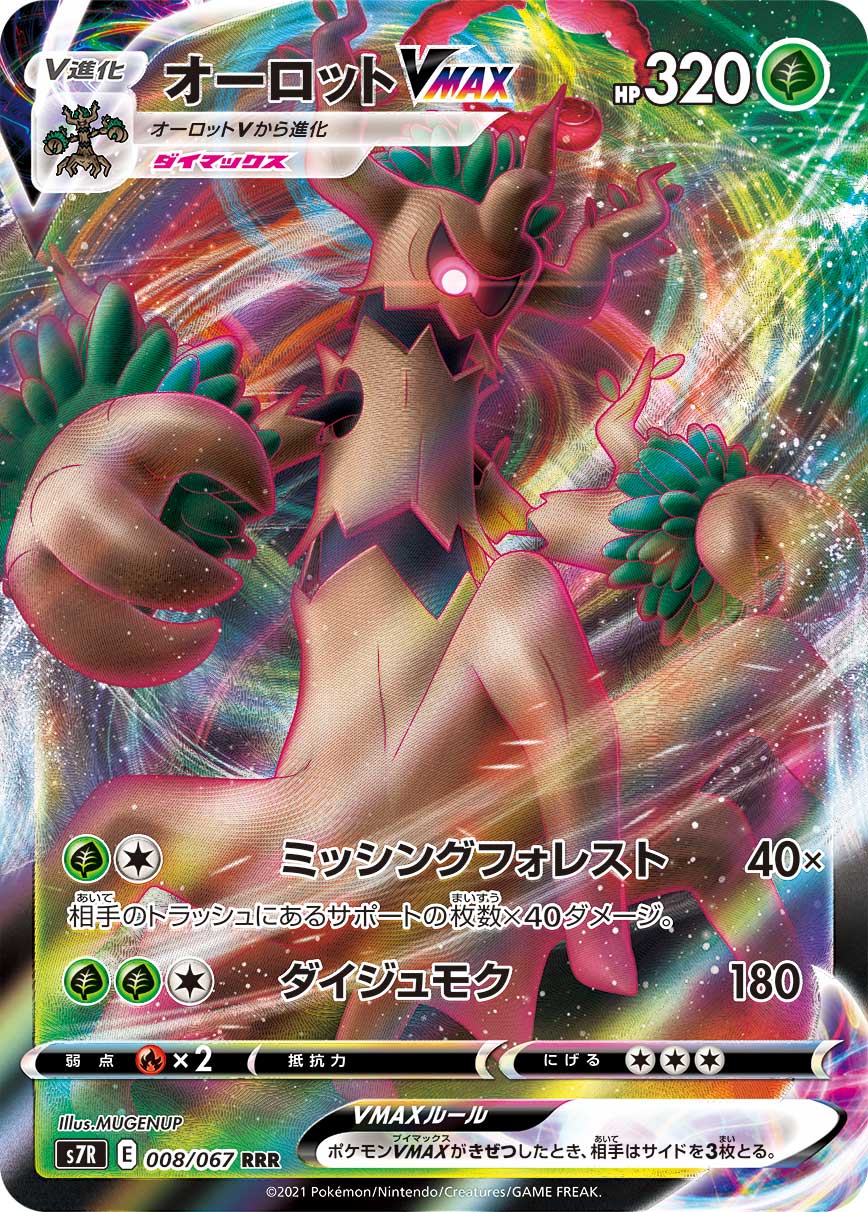 V進化
オーロットVMAX
HP320
オーロットVから進化
ダイマックス
ミッシングフォレスト 40×
相手のトラッシュにあるサポートの枚数×40ダメージ。
あいて まいすう
ダイジュモク 180
弱点 ×2 抵抗力 にげる
Illus.MUGENUP
VMAXルール
ブイマックス あいて まい
ポケモンVMAXがきぜつしたとき、相手はサイドを3枚とる。
s7R E 008/067 RRR
©2021 Pokémon/Nintendo/Creatures/GAME FREAK.